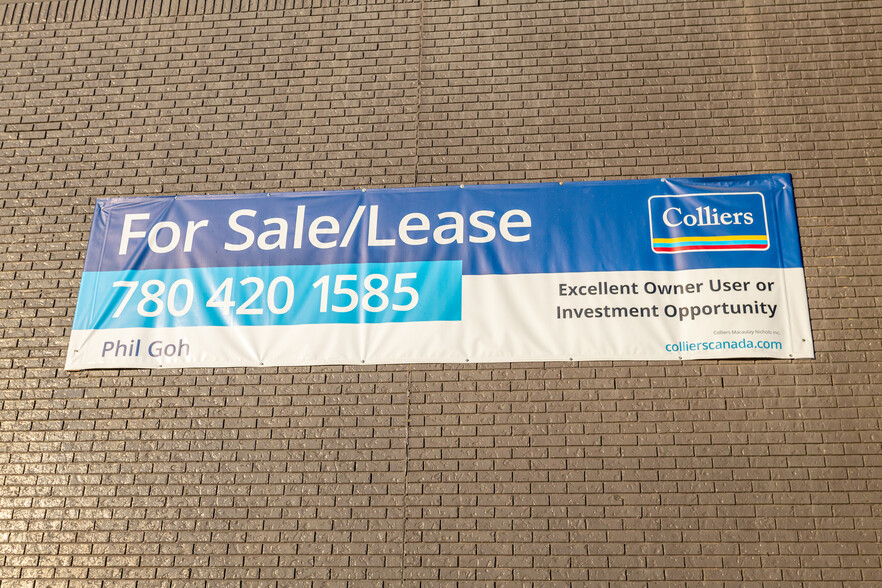 For Sale/Lease
780 420 1585
Phil Goh
Colliers
Excellent Owner User or
Investment Opportunity
Colliers Macaulay Nicholls Inc.
collierscanada.com